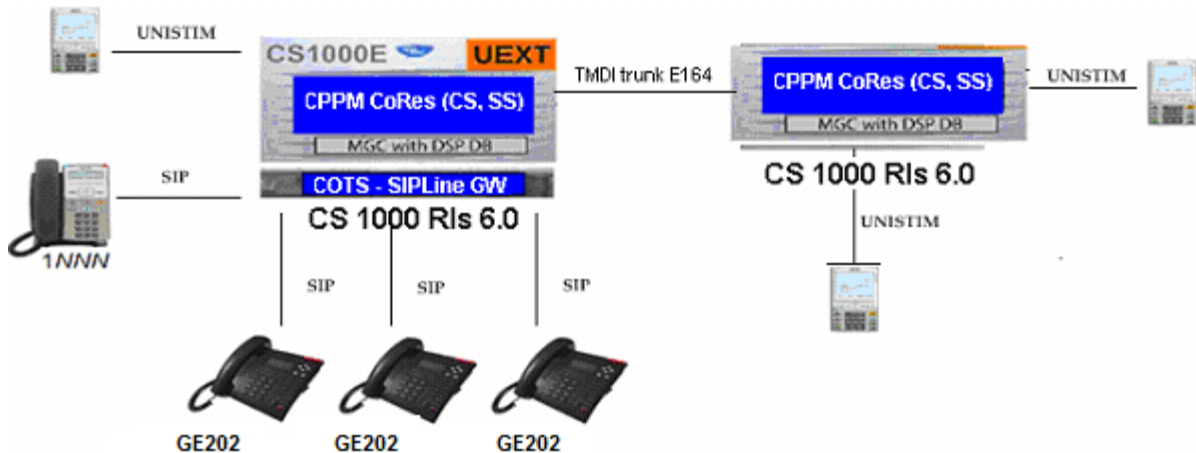 UNISTIM
CS1000E
UEXT
CPPM CoRes (CS, SS)
MGC with DSP DB
TMDI trunk E164
CPPM CoRes (CS, SS)
MGC with DSP DB
UNISTIM
SIP
COTS - SIPLine GW
CS 1000 Rls 6.0
CS 1000 Rls 6.0
UNISTIM
1NNN
SIP
SIP
SIP
GE202
GE202
GE202